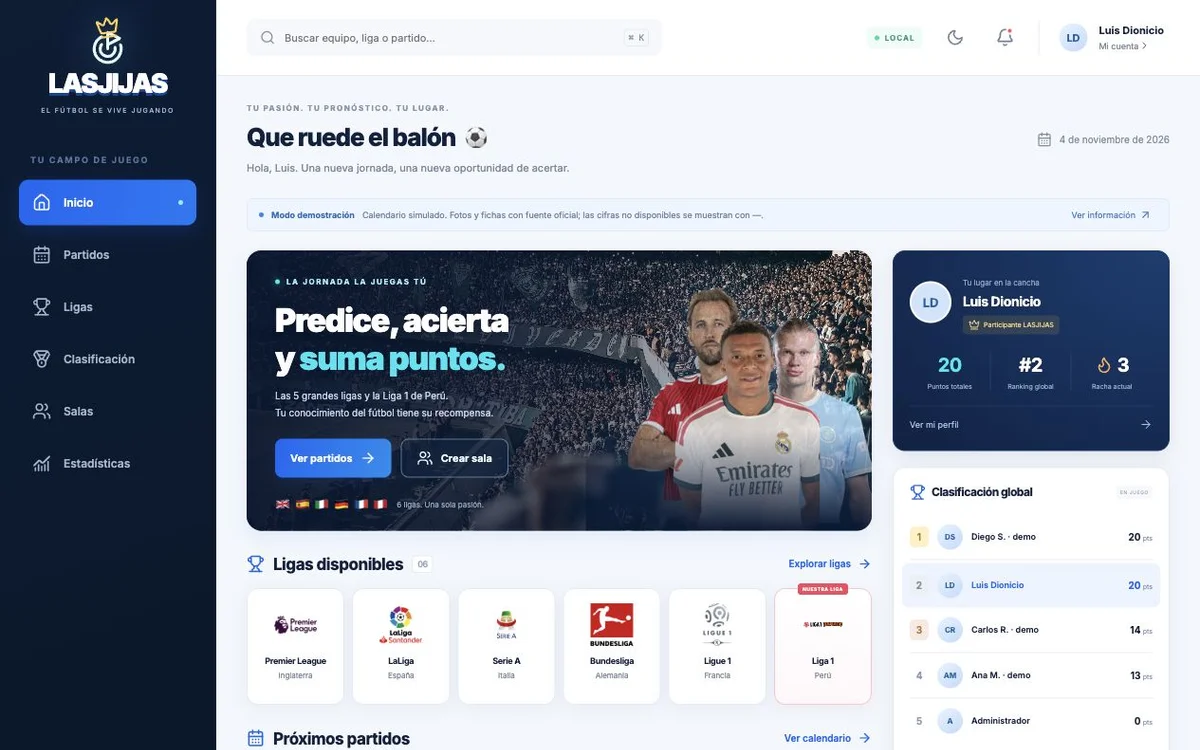 LASJIJAS
EL FÚTBOL SE VIVE JUGANDO
TU CAMPO DE JUEGO
Inicio
Partidos
Ligas
Clasificación
Salas
Estadísticas
Buscar equipo, liga o partido...
⌘ K
LOCAL
LD
Luis Dionicio
Mi cuenta >
TU PASIÓN. TU PRONÓSTICO. TU LUGAR.
Que ruede el balón
Hola, Luis. Una nueva jornada, una nueva oportunidad de acertar.
4 de noviembre de 2026
Modo demostración Calendario simulado. Fotos y fichas con fuente oficial; las cifras no disponibles se muestran con —.
Ver información
LA JORNADA LA JUEGAS TÚ
Predice, acierta
y suma puntos.
Las 5 grandes ligas y la Liga 1 de Perú.
Tu conocimiento del fútbol tiene su recompensa.
Ver partidos
Crear sala
6 ligas. Una sola pasión.
Emirates
FLY BETTER
Tu lugar en la cancha
LD
Luis Dionicio
Participante LASJIJAS
20
Puntos totales
#2
Ranking global
3
Racha actual
Ver mi perfil
Ligas disponibles 06
Explorar ligas
Premier League
Premier League
Inglaterra
LaLiga
Santander
LaLiga
España
SERIE A
Serie A
Italia
BUNDESLIGA
Bundesliga
Alemania
LIGUE 1
Ligue 1
Francia
NUESTRA LIGA
LIGA1
Liga 1
Perú
Clasificación global
EN JUEGO
1 DS Diego S. · demo 20 pts
2 LD Luis Dionicio 20 pts
3 CR Carlos R. · demo 14 pts
4 AM Ana M. · demo 13 pts
5 A Administrador 0 pts
Próximos partidos
Ver calendario